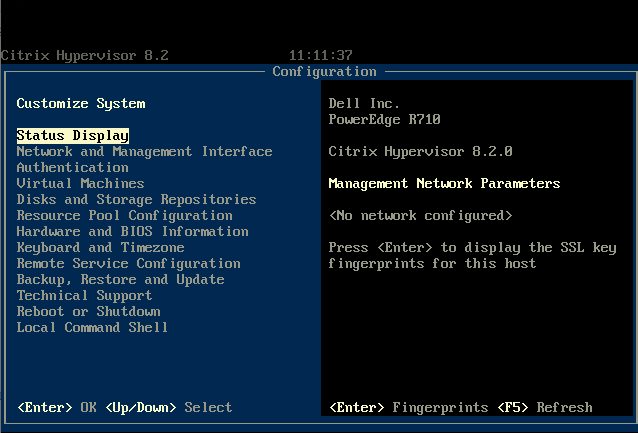 Citrix Hypervisor 8.2 11:11:37
Configuration
Customize System
Status Display
Network and Management Interface
Authentication
Virtual Machines
Disks and Storage Repositories
Resource Pool Configuration
Hardware and BIOS Information
Keyboard and Timezone
Remote Service Configuration
Backup, Restore and Update
Technical Support
Reboot or Shutdown
Local Command Shell
<Enter> OK <Up/Down> Select
Dell Inc.
PowerEdge R710
Citrix Hypervisor 8.2.0
Management Network Parameters
<No network configured>
Press <Enter> to display the SSL key
fingerprints for this host
<Enter> Fingerprints <F5> Refresh